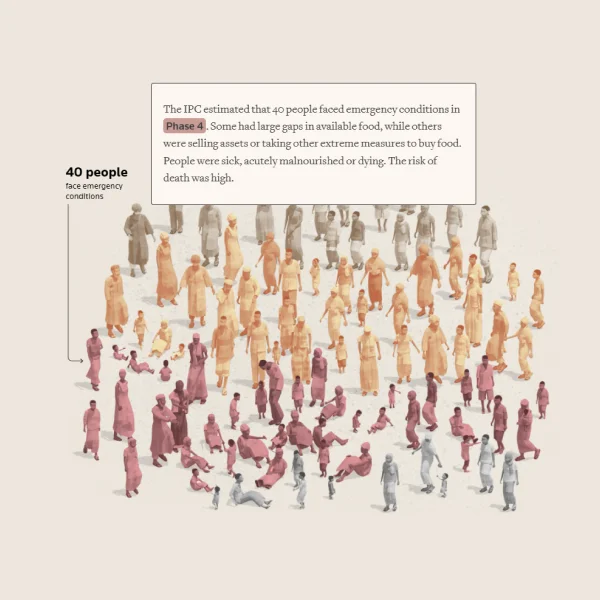 The IPC estimated that 40 people faced emergency conditions in
Phase 4. Some had large gaps in available food, while others
were selling assets or taking other extreme measures to buy food.
People were sick, acutely malnourished or dying. The risk of
death was high.
40 people
face emergency
conditions